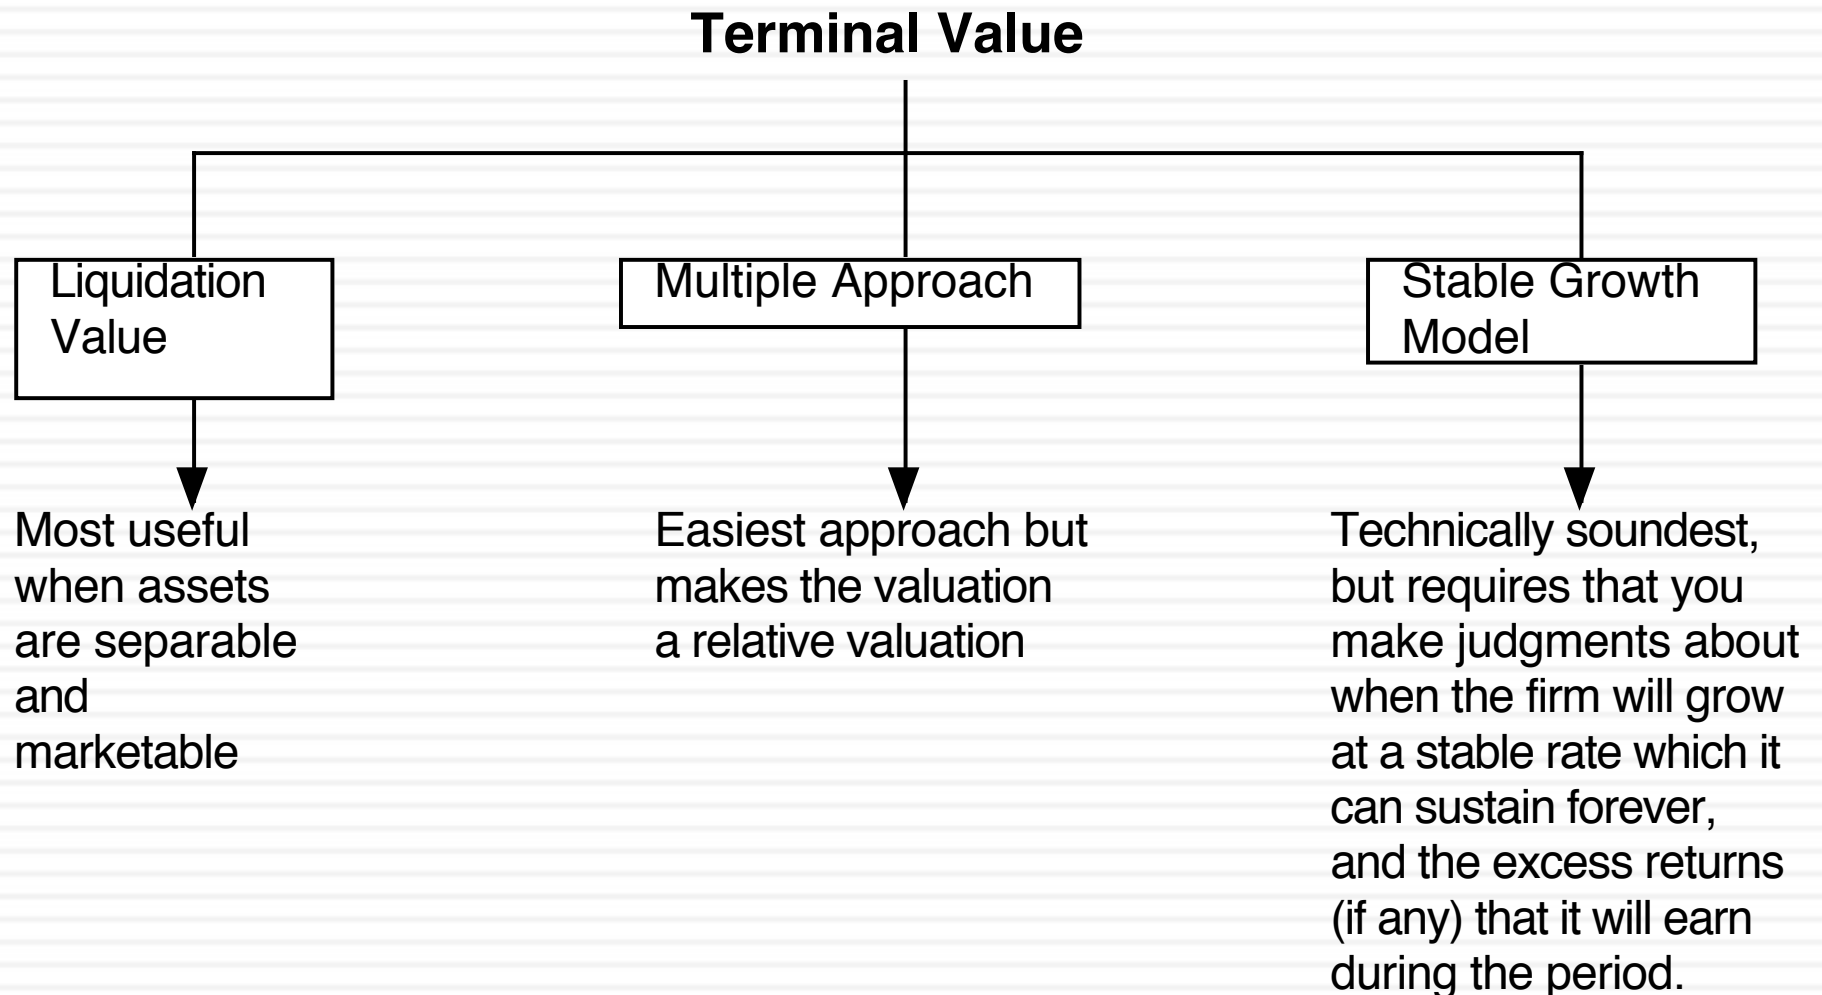 Terminal Value
Liquidation
Value
Multiple Approach
Stable Growth
Model
Most useful
when assets
are separable
and
marketable
Easiest approach but
makes the valuation
a relative valuation
Technically soundest,
but requires that you
make judgments about
when the firm will grow
at a stable rate which it
can sustain forever,
and the excess returns
(if any) that it will earn
during the period.